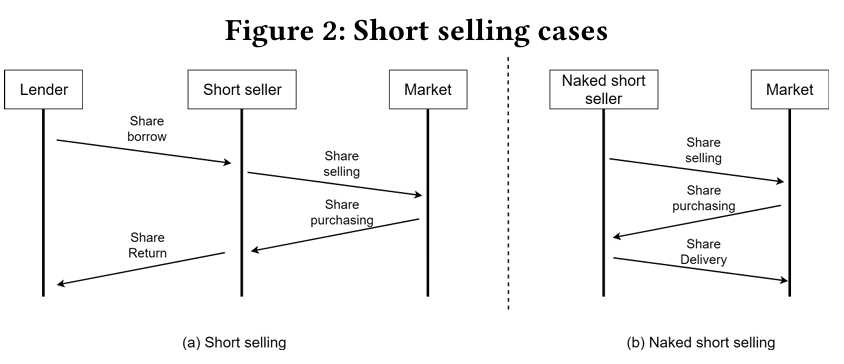 Figure 2: Short selling cases
Lender
Short seller
Market
Share
borrow
Share
selling
Share
purchasing
Share
Return
(a) Short selling
Naked short
seller
Market
Share
selling
Share
purchasing
Share
Delivery
(b) Naked short selling